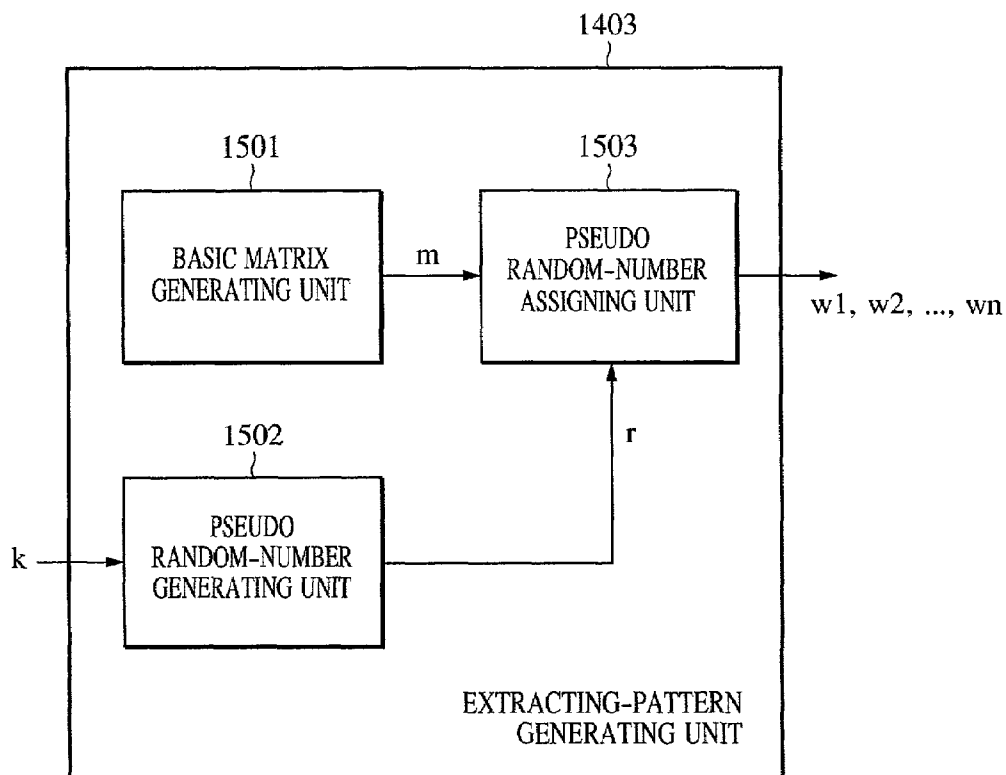 1403
1501
1503
BASIC MATRIX
GENERATING UNIT
m
PSEUDO
RANDOM-NUMBER
ASSIGNING UNIT
w1, w2, ..., wn
1502
r
k
PSEUDO
RANDOM-NUMBER
GENERATING UNIT
EXTRACTING-PATTERN
GENERATING UNIT